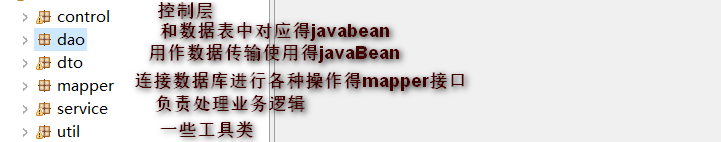 control 控制层
dao 和数据表中对应得javabean
dto 用作数据传输使用得javaBean
mapper 连接数据库进行各种操作得mapper接口
service 负责处理业务逻辑
util 一些工具类